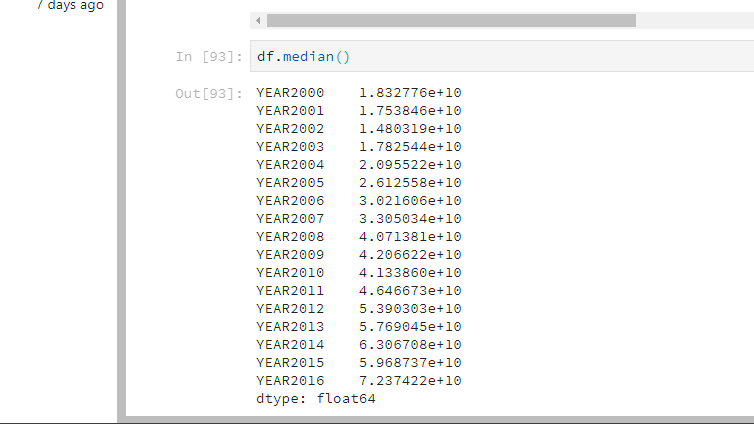 7 days ago
In [93]: df.median()
Out[93]: YEAR2000    1.832776e+10
YEAR2001    1.753846e+10
YEAR2002    1.480319e+10
YEAR2003    1.782544e+10
YEAR2004    2.095522e+10
YEAR2005    2.612558e+10
YEAR2006    3.021606e+10
YEAR2007    3.305034e+10
YEAR2008    4.071381e+10
YEAR2009    4.206622e+10
YEAR2010    4.133860e+10
YEAR2011    4.646673e+10
YEAR2012    5.390303e+10
YEAR2013    5.769045e+10
YEAR2014    6.306708e+10
YEAR2015    5.968737e+10
YEAR2016    7.237422e+10
dtype: float64